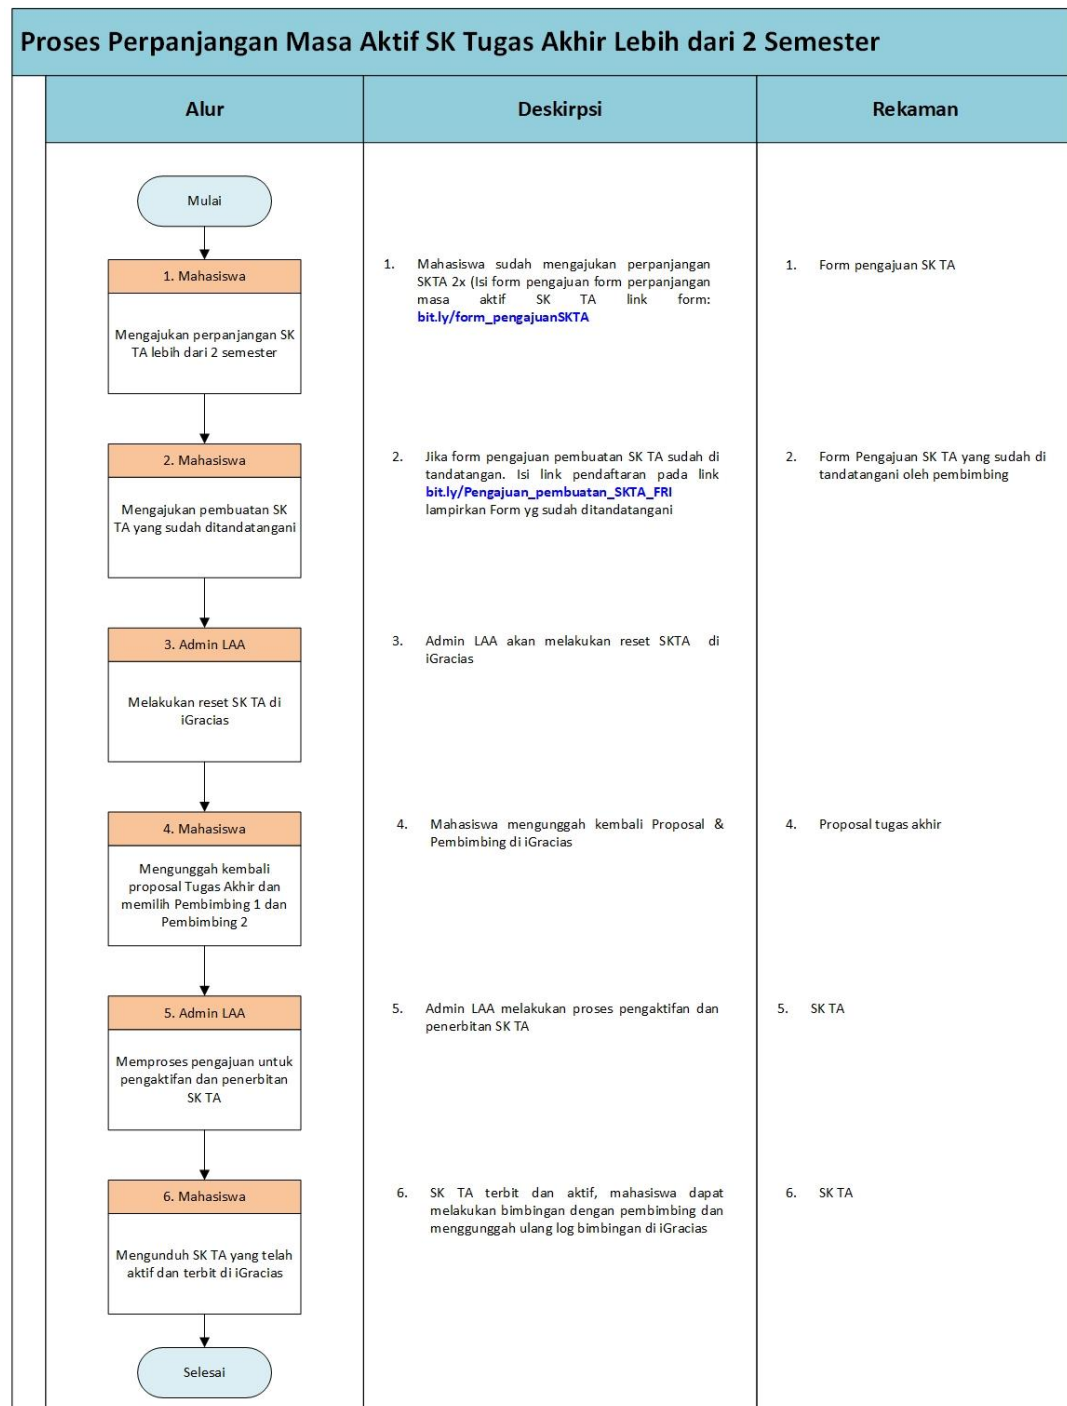 Proses Perpanjangan Masa Aktif SK Tugas Akhir Lebih dari 2 Semester
Alur
Deskirpsi
Rekaman
Mulai
1. Mahasiswa
Mengajukan perpanjangan SK
TA lebih dari 2 semester
1. Mahasiswa sudah mengajukan perpanjangan
SKTA 2x (Isi form pengajuan form perpanjangan
masa aktif SK TA link form:
bit.ly/form_pengajuanSKTA
1. Form pengajuan SK TA
2. Mahasiswa
Mengajukan pembuatan SK
TA yang sudah ditandatangani
2. Jika form pengajuan pembuatan SK TA sudah di
tandatangan. Isi link pendaftaran pada link
bit.ly/Pengajuan_pembuatan_SKTA_FRI
lampirkan Form yg sudah ditandatangani
2. Form Pengajuan SK TA yang sudah di
tandatangani oleh pembimbing
3. Admin LAA
Melakukan reset SK TA di
iGracias
3. Admin LAA akan melakukan reset SKTA di
iGracias
4. Mahasiswa
Mengunggah kembali
proposal Tugas Akhir dan
memilih Pembimbing 1 dan
Pembimbing 2
4. Mahasiswa mengunggah kembali Proposal &
Pembimbing di iGracias
4. Proposal tugas akhir
5. Admin LAA
Memproses pengajuan untuk
pengaktifan dan penerbitan
SK TA
5. Admin LAA melakukan proses pengaktifan dan
penerbitan SK TA
5. SK TA
6. Mahasiswa
Mengunduh SK TA yang telah
aktif dan terbit di iGracias
6. SK TA terbit dan aktif, mahasiswa dapat
melakukan bimbingan dengan pembimbing dan
menggunggah ulang log bimbingan di iGracias
6. SK TA
Selesai